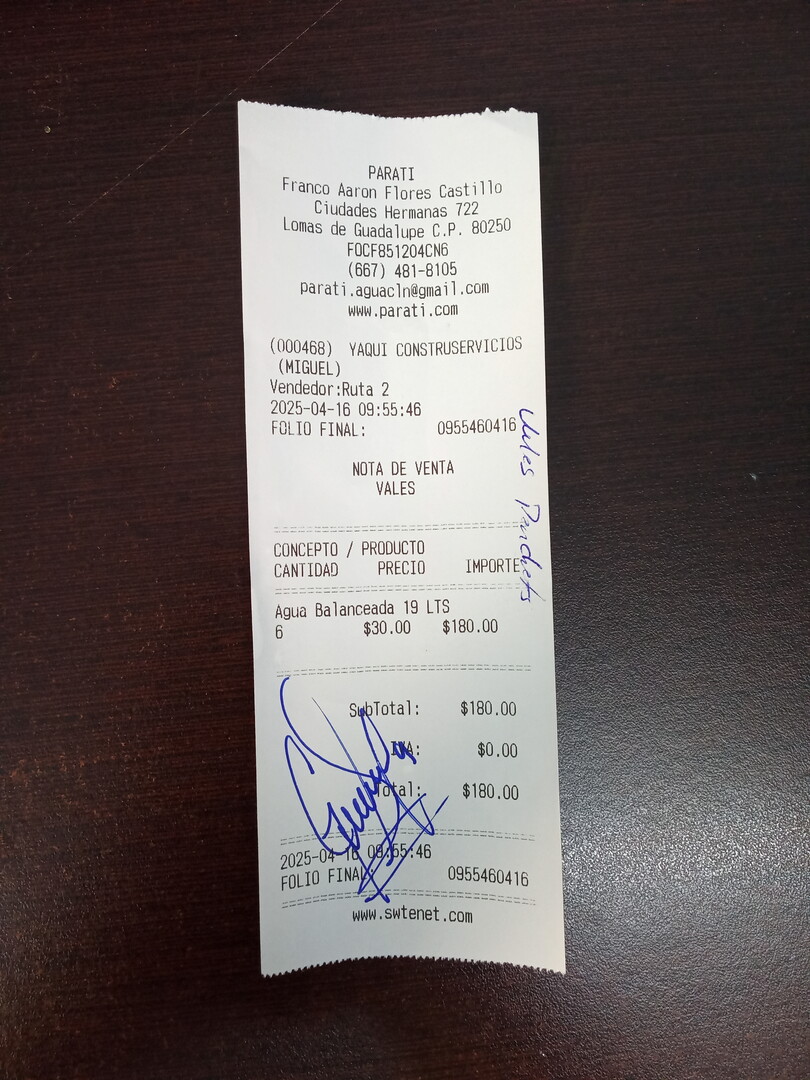 PARATI
Franco Aaron Flores Castillo
Ciudades Hermanas 722
Lomas de Guadalupe C.P. 80250
FOCF851204CN6
(667) 481-8105
parati.aguacln@gmail.com
www.parati.com
(000468) YAQUI CONSTRUSERVICIOS
(MIGUEL)
Vendedor:Ruta 2
2025-04-16 09:55:46
FOLIO FINAL: 0955460416
NOTA DE VENTA
VALES
CONCEPTO / PRODUCTO
CANTIDAD PRECIO IMPORTE
Agua Balanceada 19 LTS
6 $30.00 $180.00
SubTotal: $180.00
IVA: $0.00
Total: $180.00
2025-04-16 09:55:46
FOLIO FINAL: 0955460416
www.swtenet.com